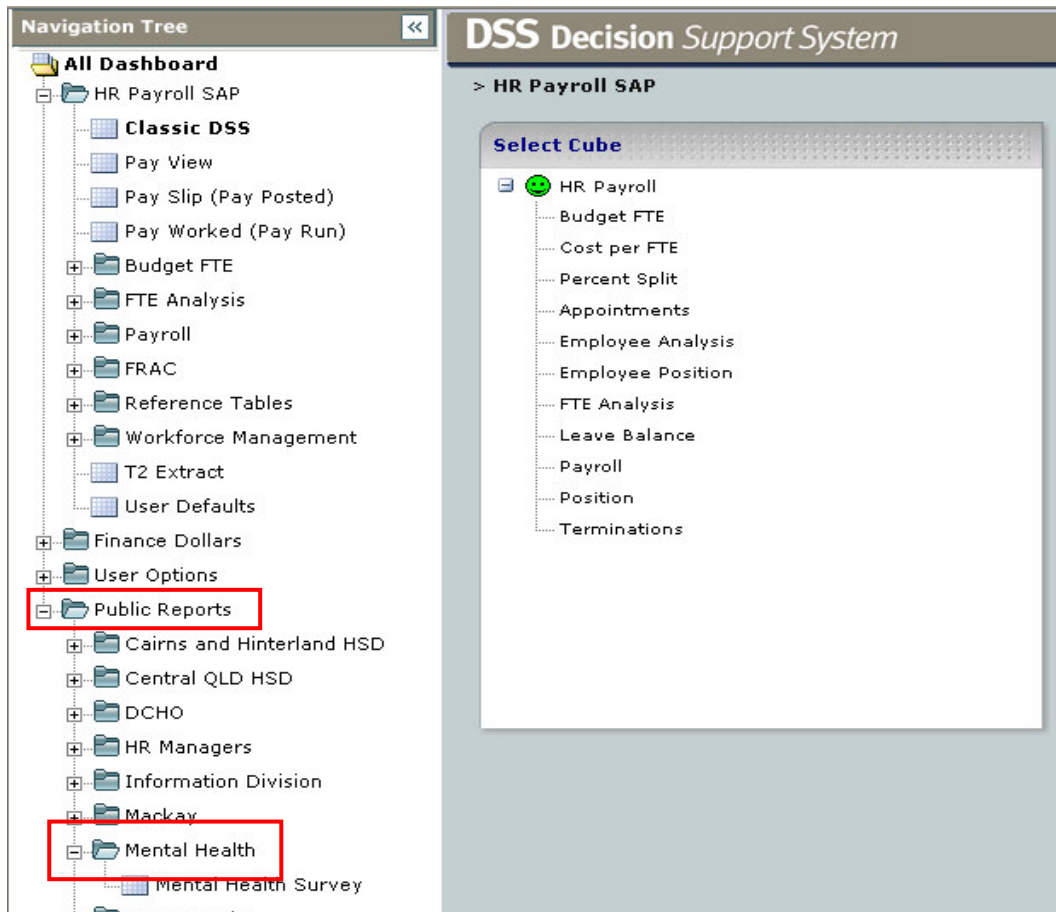 Navigation Tree
«
All Dashboard
HR Payroll SAP
Classic DSS
Pay View
Pay Slip (Pay Posted)
Pay Worked (Pay Run)
Budget FTE
FTE Analysis
Payroll
FRAC
Reference Tables
Workforce Management
T2 Extract
User Defaults
Finance Dollars
User Options
Public Reports
Cairns and Hinterland HSD
Central QLD HSD
DCHO
HR Managers
Information Division
Mackay
Mental Health
Mental Health Survey
DSS Decision Support System
> HR Payroll SAP
Select Cube
HR Payroll
Budget FTE
Cost per FTE
Percent Split
Appointments
Employee Analysis
Employee Position
FTE Analysis
Leave Balance
Payroll
Position
Terminations